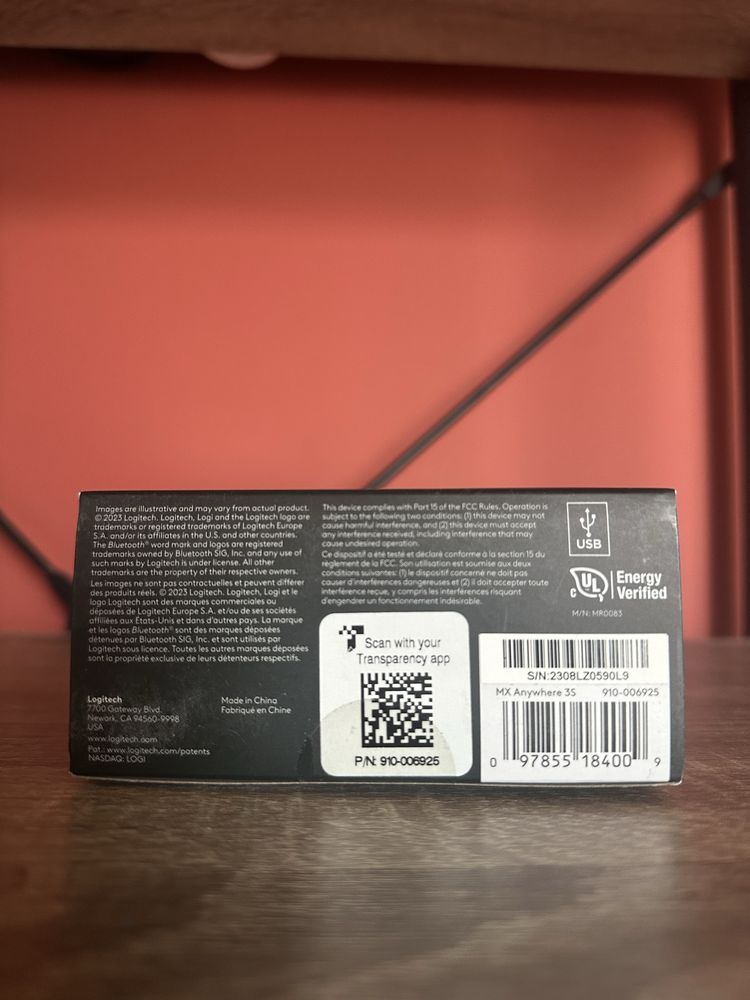 Images are illustrative and may vary from actual product.
© 2023 Logitech. Logitech, Logi and the Logitech logo are
trademarks or registered trademarks of Logitech Europe
S.A. and/or its affiliates in the U.S. and other countries.
The Bluetooth® word mark and logos are registered
trademarks owned by Bluetooth SIG, Inc. and any use of
such marks by Logitech is under license. All other
trademarks are the property of their respective owners.
Les images ne sont pas contractuelles et peuvent différer
des produits réels. © 2023 Logitech. Logitech, Logi et le
logo Logitech sont des marques commerciales ou
déposées de Logitech Europe S.A. et/ou de ses sociétés
affiliées aux États-Unis et dans d'autres pays. La marque
et les logos Bluetooth® sont des marques déposées
détenues par Bluetooth SIG, Inc. et sont utilisés par
Logitech sous licence. Toutes les autres marques déposées
sont la propriété exclusive de leurs détenteurs respectifs.
Logitech
7700 Gateway Blvd.
Newark, CA 94560-9998
USA
www.logitech.com
Pat.: www.logitech.com/patents
NASDAQ: LOGI
Made in China
Fabriqué en Chine
This device complies with Part 15 of the FCC Rules. Operation is
subject to the following two conditions: (1) this device may not
cause harmful interference, and (2) this device must accept
any interference received, including interference that may
cause undesired operation.
Ce dispositif a été testé et déclaré conforme à la section 15 du
règlement de la FCC. Son utilisation est soumise aux deux
conditions suivantes: (1) le dispositif concerné ne doit pas
causer d'interférences dangereuses et (2) il doit accepter toute
interférence reçue, y compris les interférences risquant
d'engendrer un fonctionnement indésirable.
Scan with your
Transparency app
P/N: 910-006925
USB
c UL Energy
Verified
M/N: MR0083
S/N:2308LZ0590L9
MX Anywhere 3S 910-006925
0 97855 18400 9